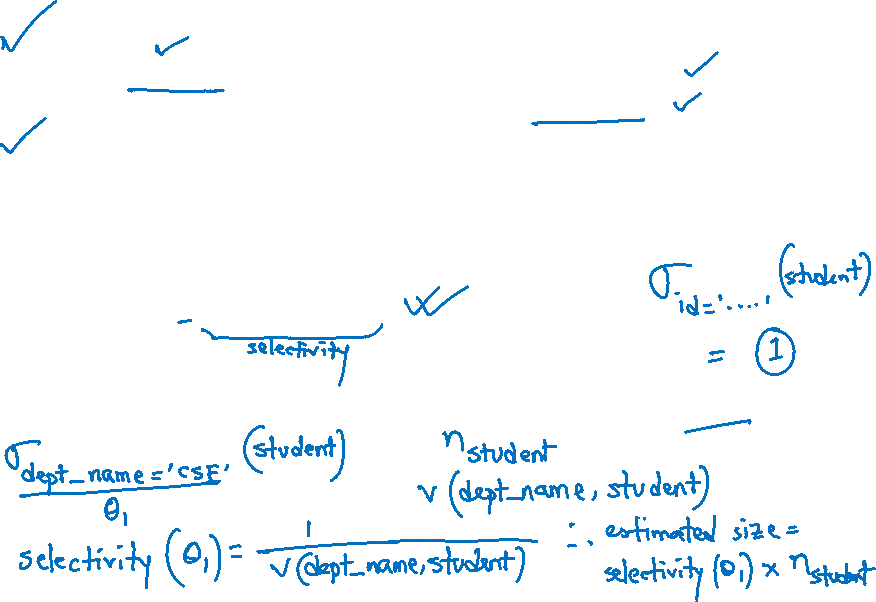 σ id='....' (student)
= 1
selectivity
σ dept_name='CSE' (student)
θ₁
n student
V (dept_name, student)
selectivity (θ₁) = 1 / V(dept_name, student)
∴ estimated size =
selectivity (θ₁) × n student